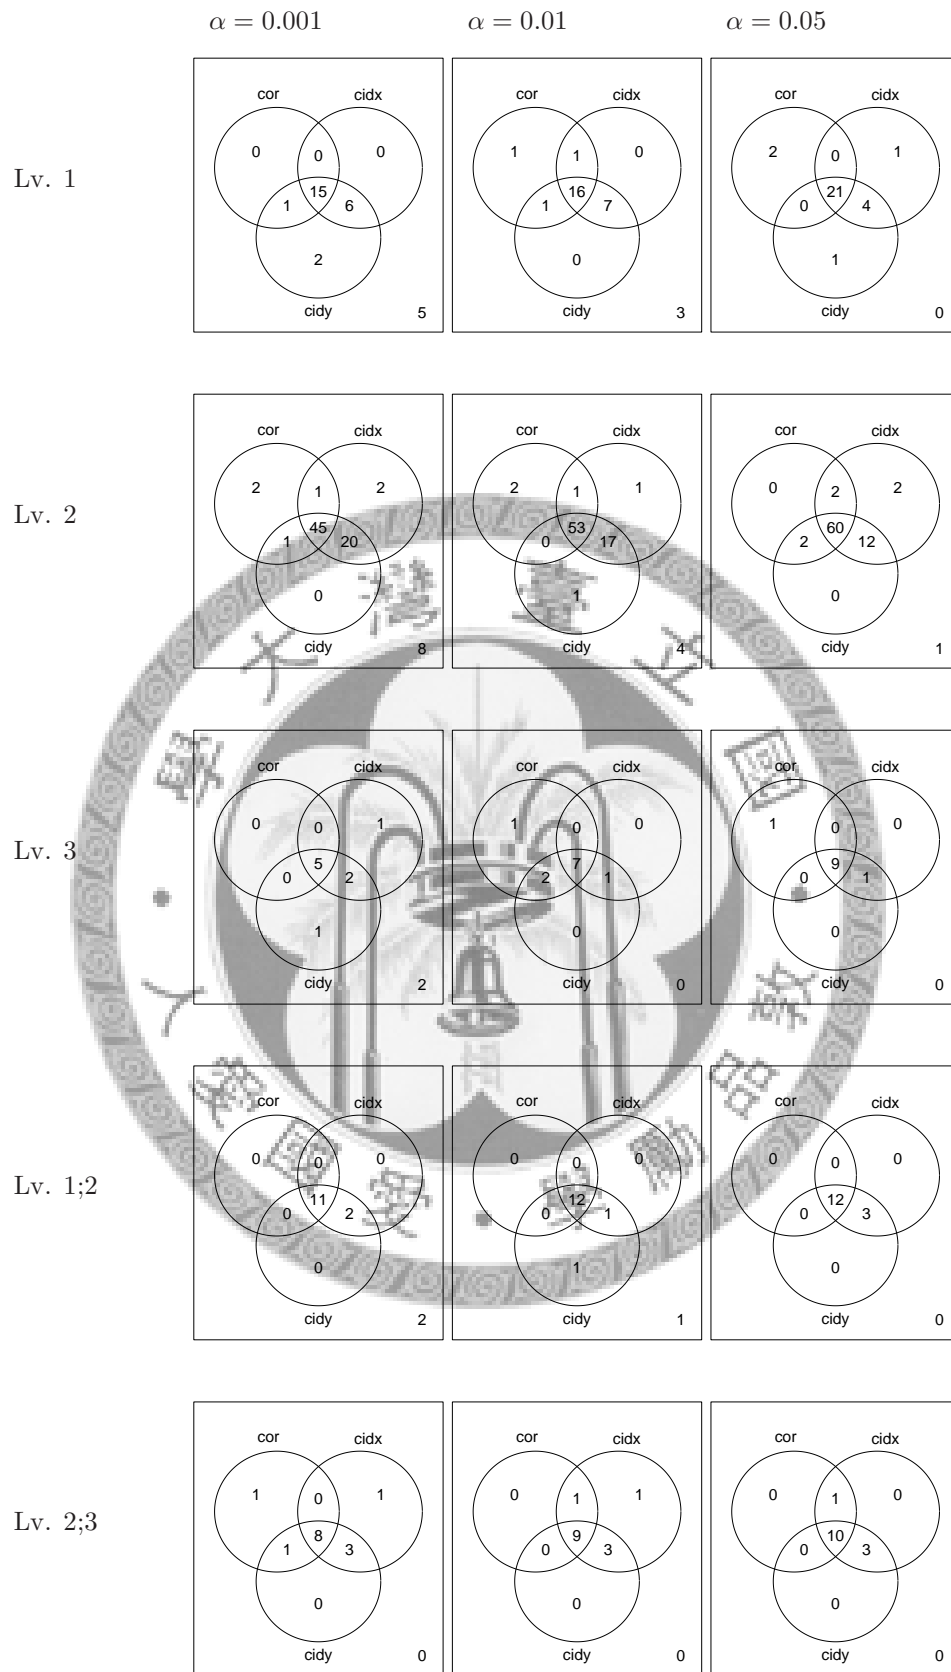 α = 0.001 α = 0.01 α = 0.05
Lv. 1
cor cidx
0 0 0
15
1 6
2
cidy 5
cor cidx
1 1 0
16
1 7
0
cidy 3
cor cidx
2 0 1
21
0 4
1
cidy 0
Lv. 2
cor cidx
2 1 2
45
1 20
0
cidy 8
cor cidx
2 1 1
53
0 17
1
cidy 4
cor cidx
0 2 2
60
2 12
0
cidy 1
Lv. 3
cor cidx
0 0 1
5
0 2
1
cidy 2
cor cidx
1 0 0
7
2 1
0
cidy 0
cor cidx
1 0 0
9
0 1
0
cidy 0
Lv. 1;2
cor cidx
0 0 0
11
0 2
0
cidy 2
cor cidx
0 0 0
12
0 1
1
cidy 1
cor cidx
0 0 0
12
0 3
0
cidy 0
Lv. 2;3
cor cidx
1 0 1
8
1 3
0
cidy 0
cor cidx
0 1 1
9
0 3
0
cidy 0
cor cidx
0 1 0
10
0 3
0
cidy 0